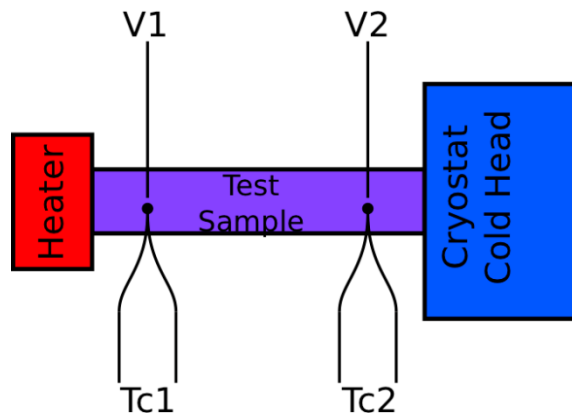 V1
V2
Heater
Test
Sample
Cryostat
Cold Head
Tc1
Tc2